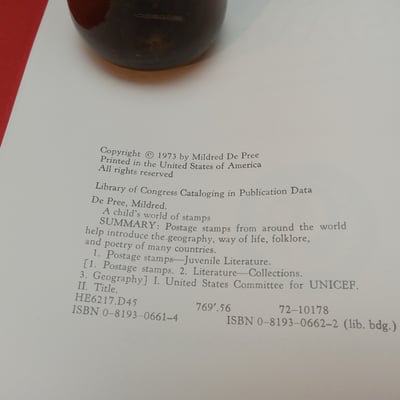 Copyright © 1973 by Mildred De Pree
Printed in the United States of America
All rights reserved
Library of Congress Cataloging in Publication Data
De Pree, Mildred.
A child's world of stamps
SUMMARY: Postage stamps from around the world
help introduce the geography, way of life, folklore,
and poetry of many countries.
1. Postage stamps—Juvenile Literature.
[1. Postage stamps. 2. Literature—Collections.
3. Geography] I. United States Committee for UNICEF.
II. Title.
HE6217.D45 769'.56 72-10178
ISBN 0-8193-0661-4 ISBN 0-8193-0662-2 (lib. bdg.)